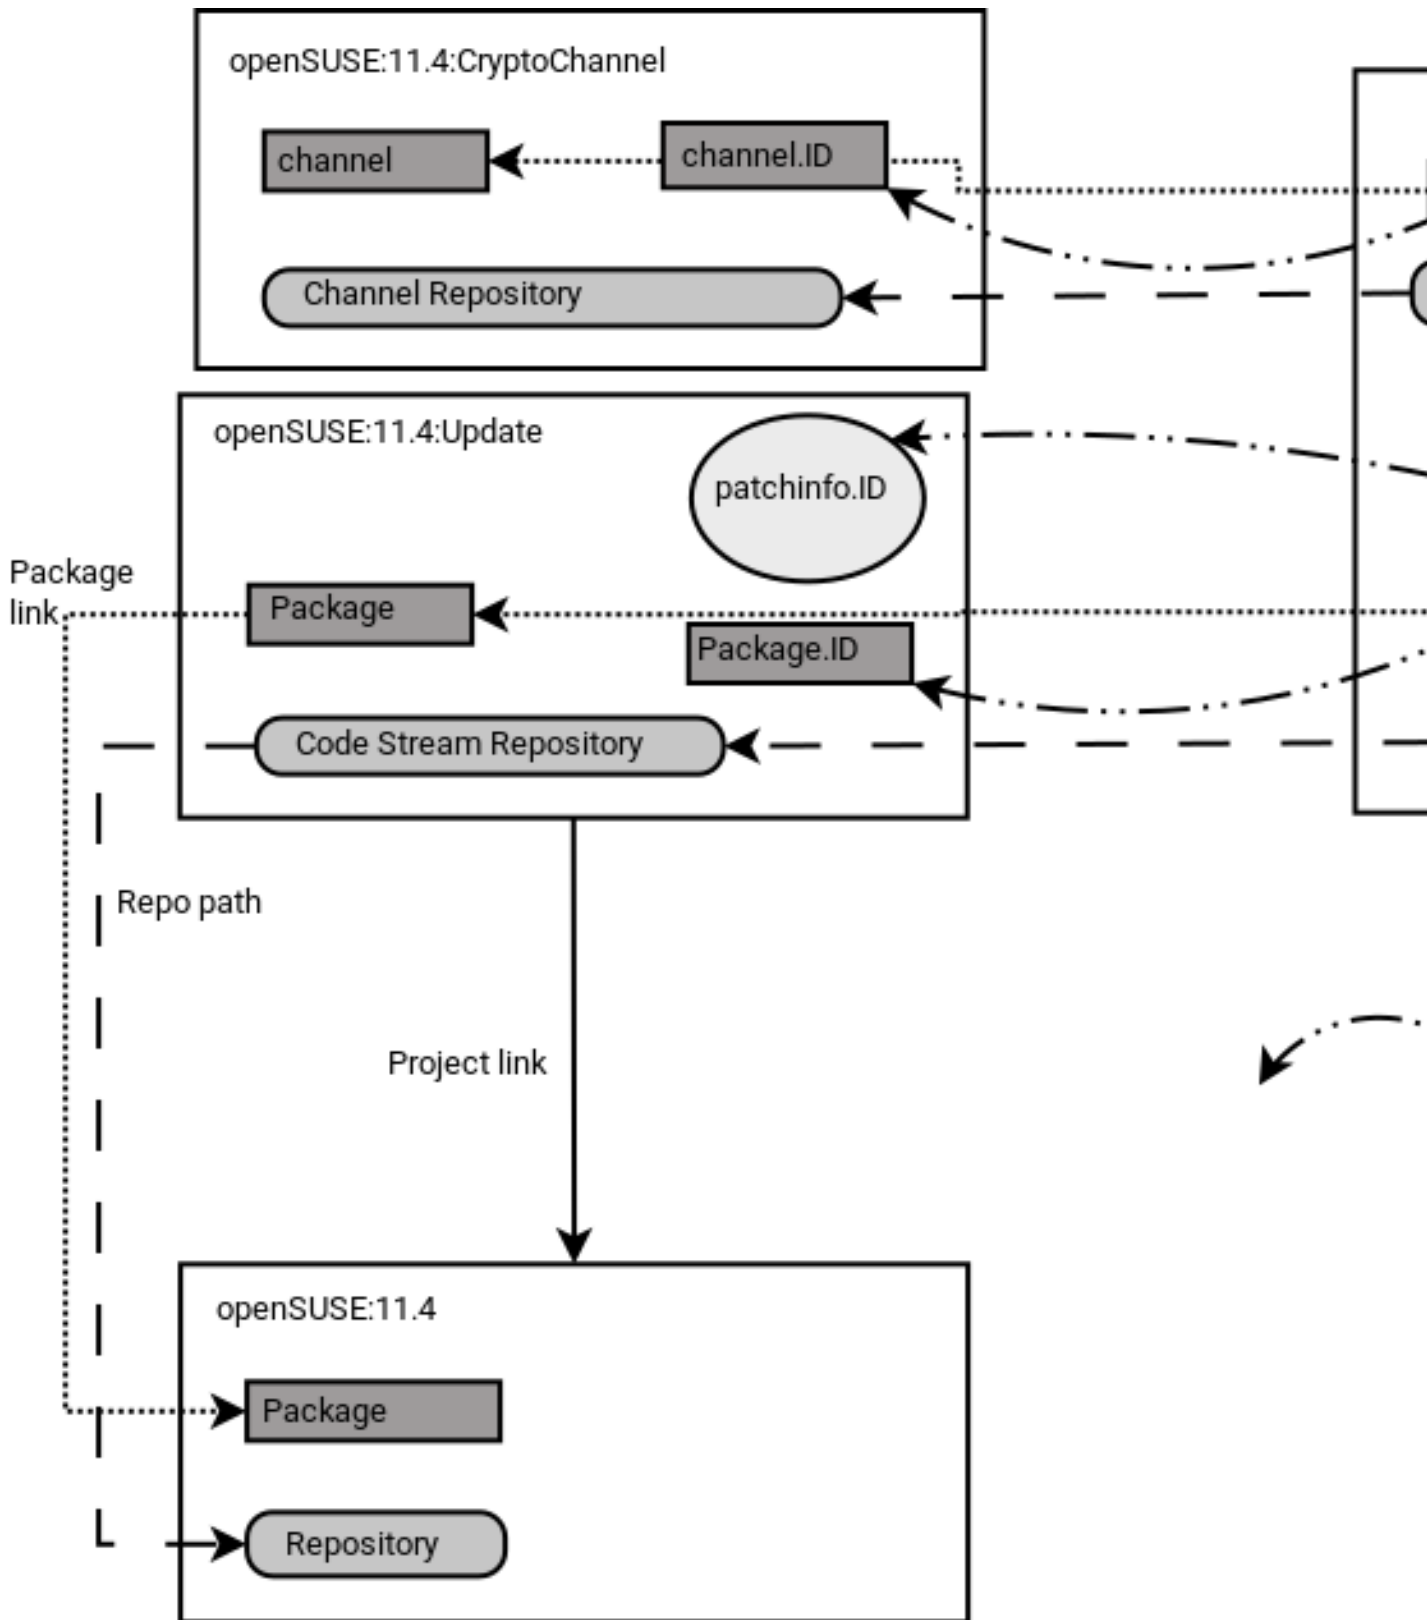 openSUSE:11.4:CryptoChannel
channel
channel.ID
Channel Repository
openSUSE:11.4:Update
patchinfo.ID
Package
link
Package
Package.ID
Code Stream Repository
Repo path
Project link
openSUSE:11.4
Package
Repository